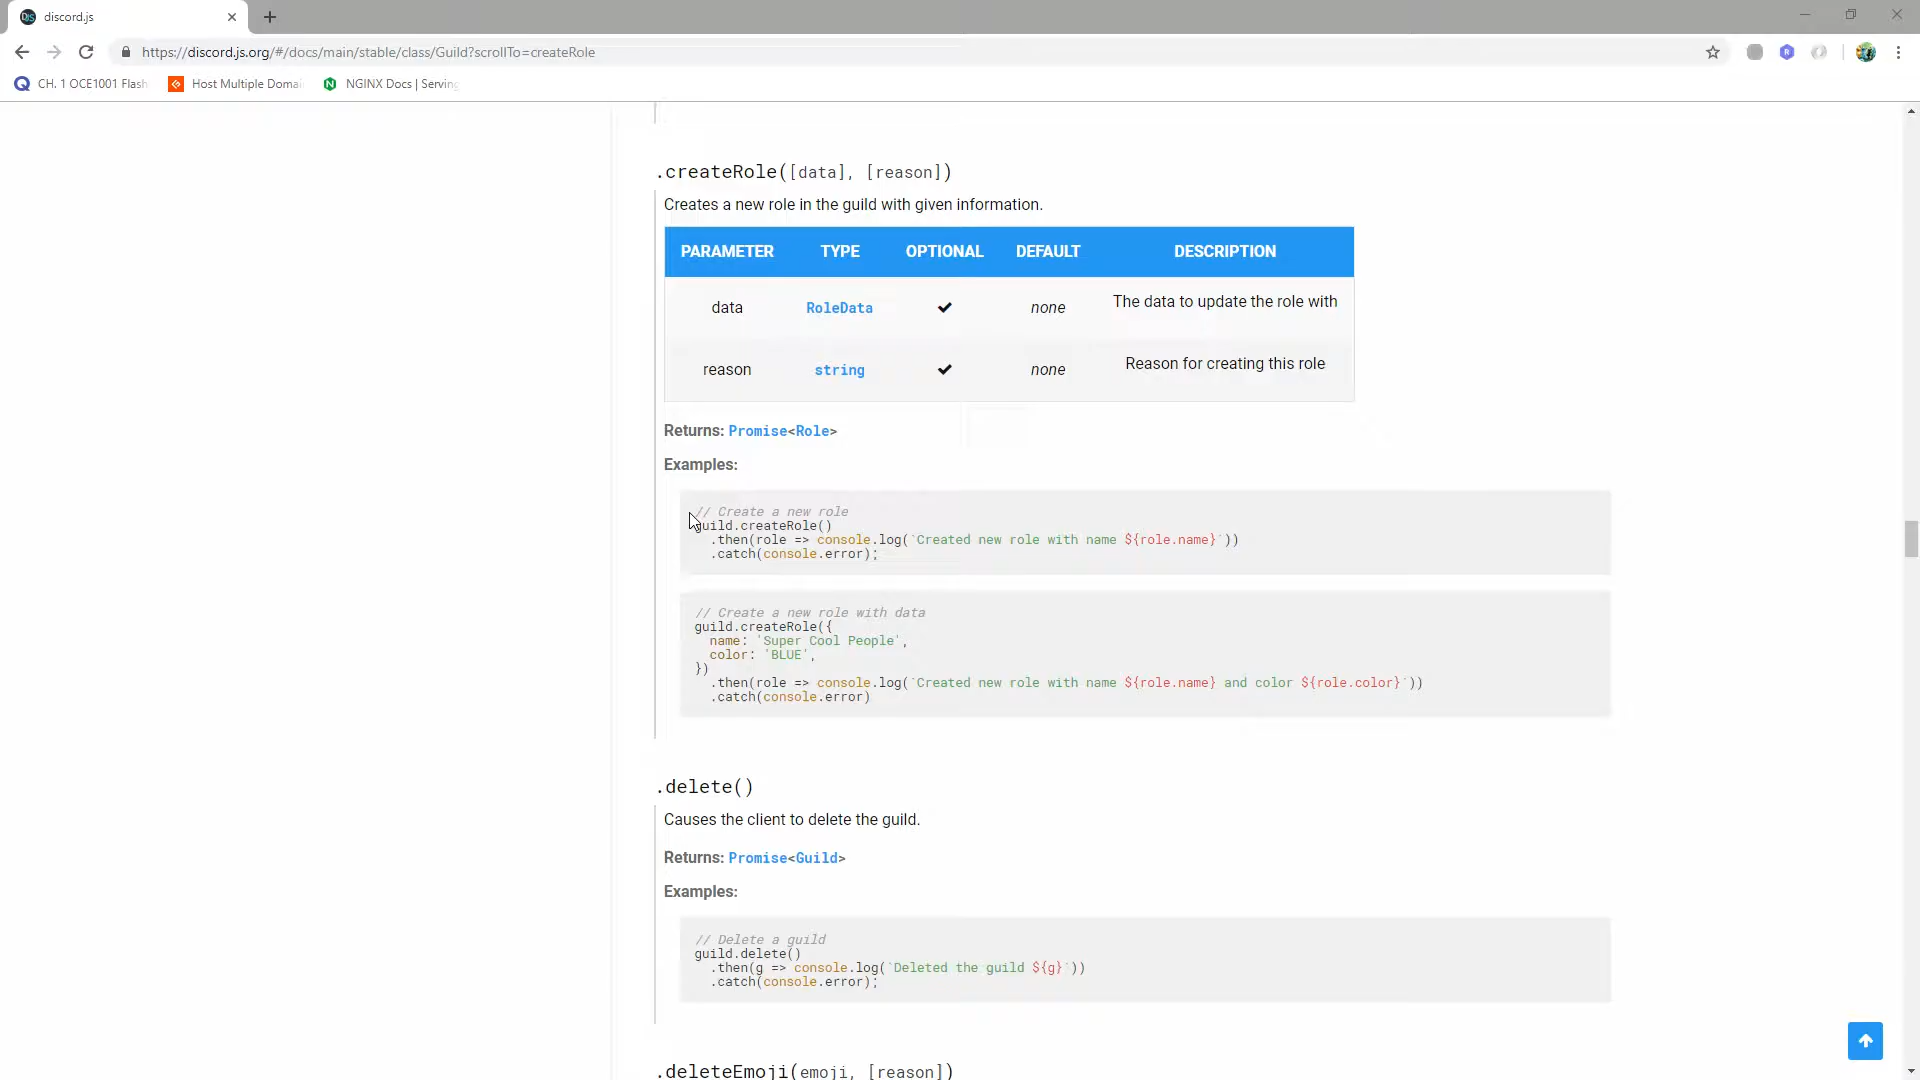 discord.js
https://discord.js.org/#/docs/main/stable/class/Guild?scrollTo=createRole
CH. 1 OCE1001 Flash
Host Multiple Domai
NGINX Docs | Serving
.createRole([data], [reason])
Creates a new role in the guild with given information.
PARAMETER TYPE OPTIONAL DEFAULT DESCRIPTION
data RoleData ✔ none The data to update the role with
reason string ✔ none Reason for creating this role
Returns: Promise<Role>
Examples:
// Create a new role
guild.createRole()
.then(role => console.log(`Created new role with name ${role.name}`))
.catch(console.error);
// Create a new role with data
guild.createRole({
name: 'Super Cool People',
color: 'BLUE',
})
.then(role => console.log(`Created new role with name ${role.name} and color ${role.color}`))
.catch(console.error)
.delete()
Causes the client to delete the guild.
Returns: Promise<Guild>
Examples:
// Delete a guild
guild.delete()
.then(g => console.log(`Deleted the guild ${g}`))
.catch(console.error);
.deleteEmoji(emoji, [reason])